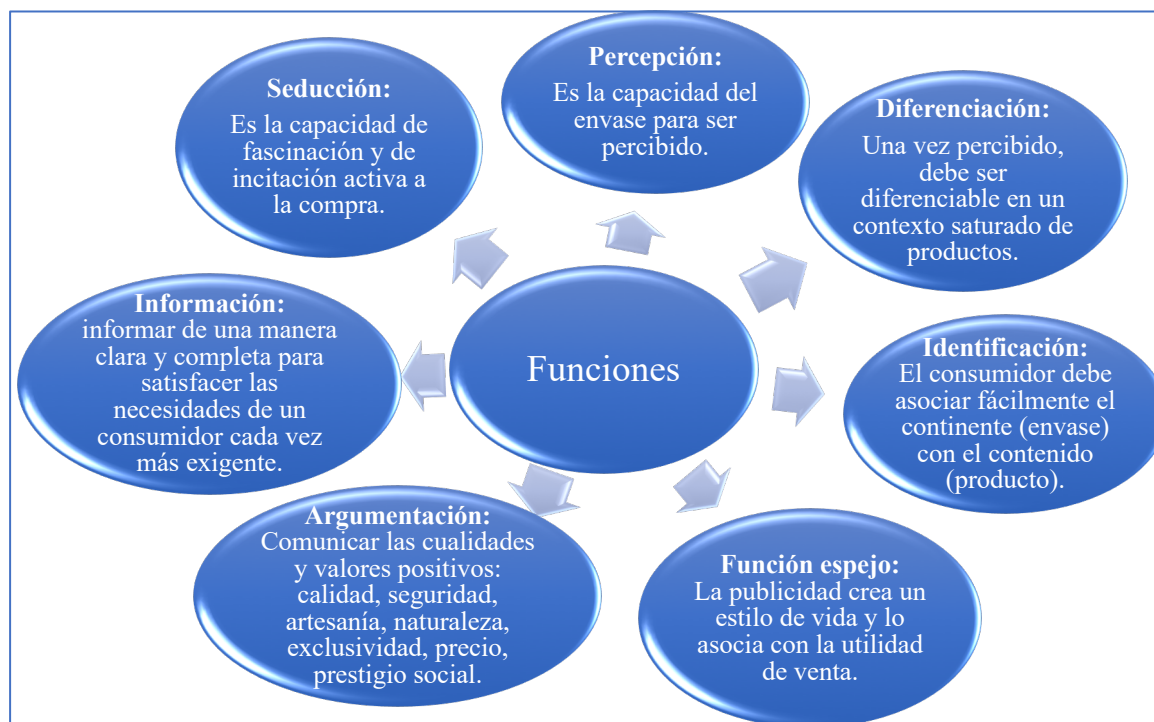 Percepción:
Es la capacidad del
envase para ser
percibido.
Diferenciación:
Una vez percibido,
debe ser
diferenciable en un
contexto saturado de
productos.
Identificación:
El consumidor debe
asociar fácilmente el
continente (envase)
con el contenido
(producto).
Función espejo:
La publicidad crea un
estilo de vida y lo
asocia con la utilidad
de venta.
Argumentación:
Comunicar las cualidades
y valores positivos:
calidad, seguridad,
artesanía, naturaleza,
exclusividad, precio,
prestigio social.
Información:
informar de una manera
clara y completa para
satisfacer las
necesidades de un
consumidor cada vez
más exigente.
Seducción:
Es la capacidad de
fascinación y de
incitación activa a
la compra.
Funciones